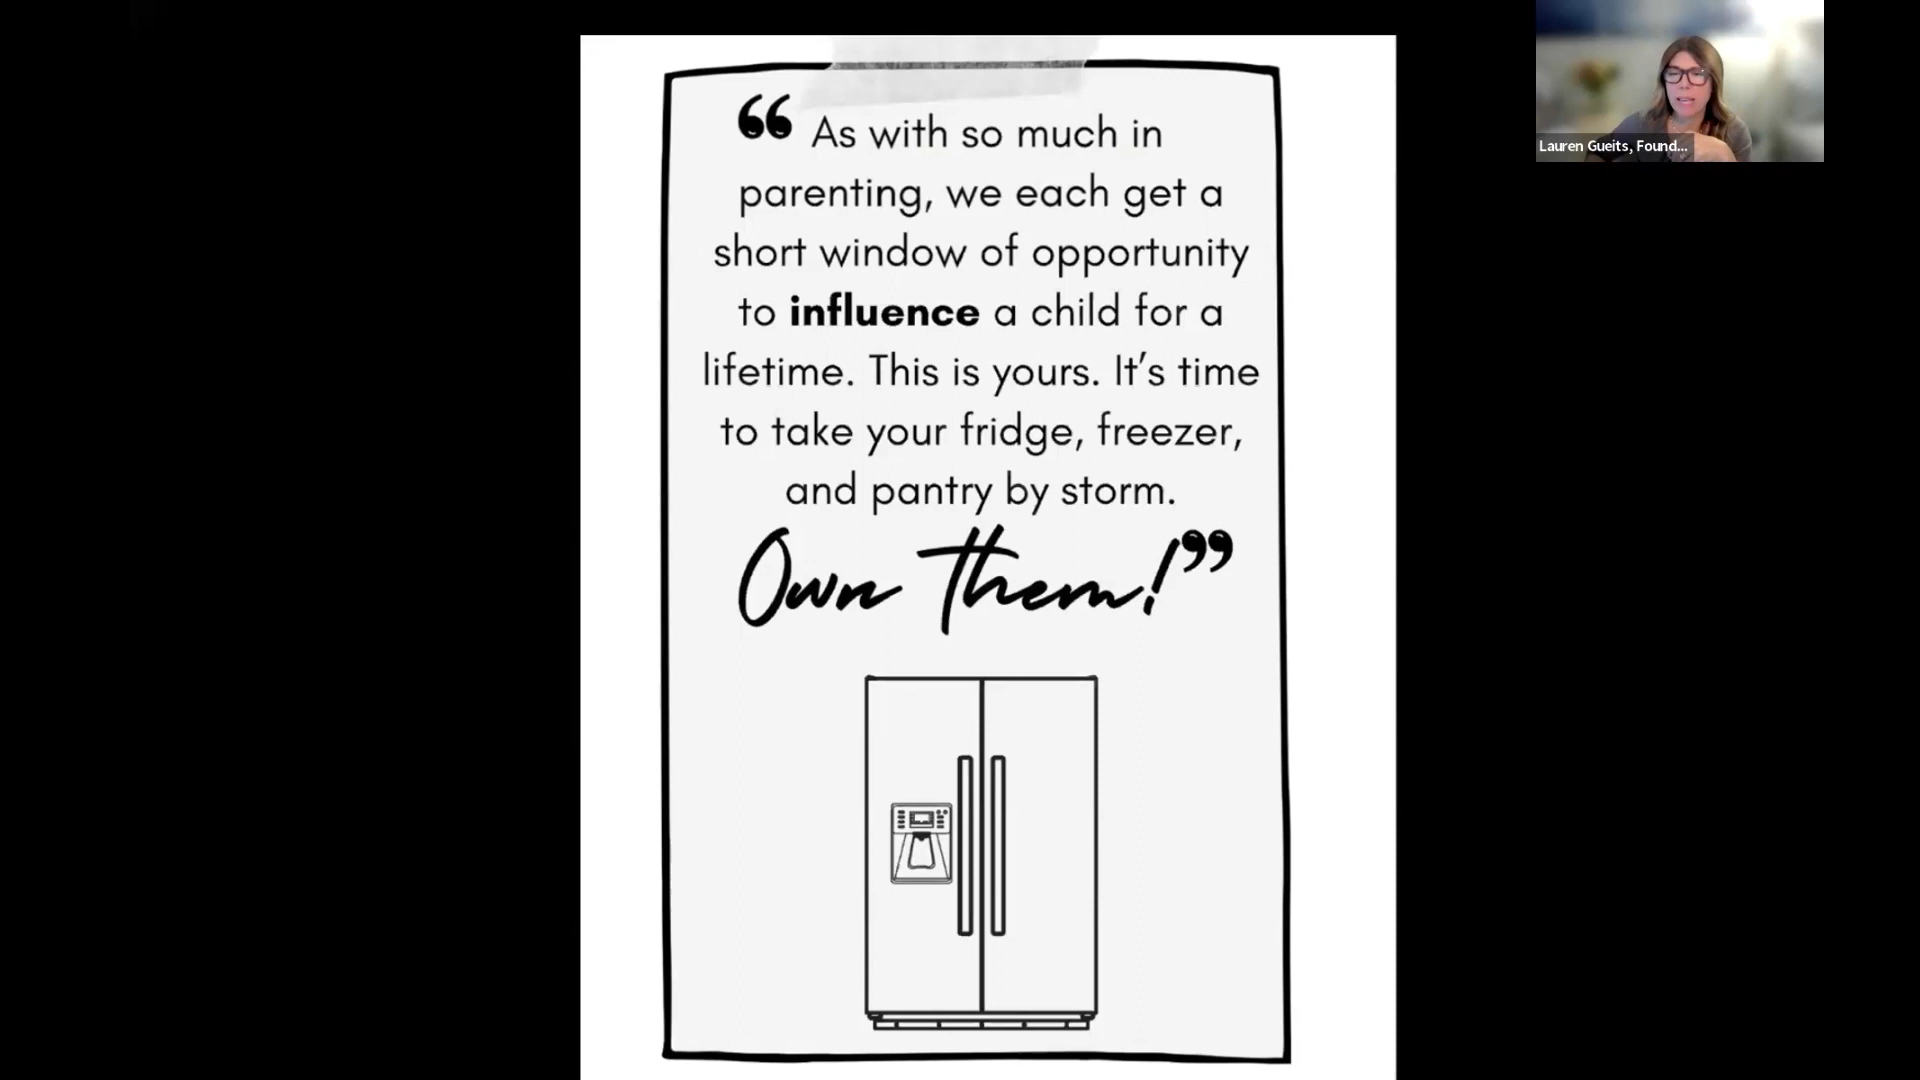 “ As with so much in
parenting, we each get a
short window of opportunity
to influence a child for a
lifetime. This is yours. It’s time
to take your fridge, freezer,
and pantry by storm.
Own Them!”
Lauren Gueits, Found...